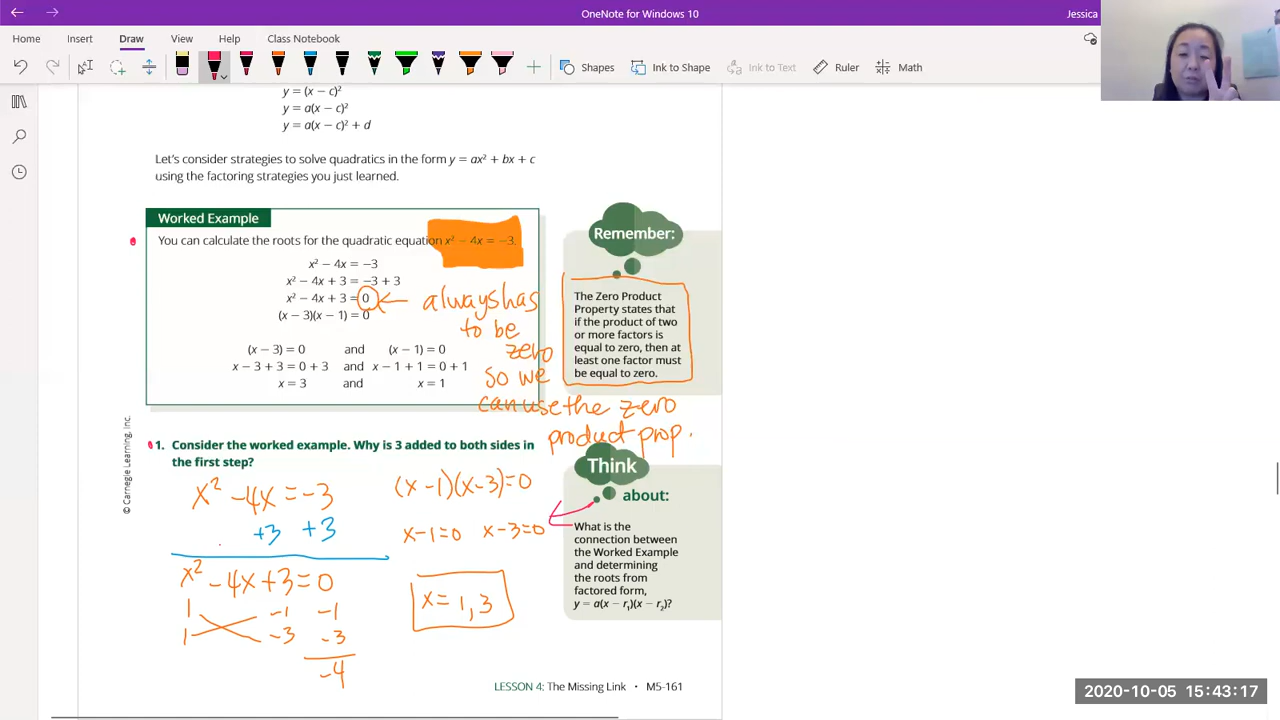 OneNote for Windows 10
Jessica
Home Insert Draw View Help Class Notebook
Shapes Ink to Shape Ink to Text Ruler Math
y = (x − c)²
y = a(x − c)²
y = a(x − c)² + d
Let's consider strategies to solve quadratics in the form y = ax² + bx + c
using the factoring strategies you just learned.
Worked Example
You can calculate the roots for the quadratic equation x² − 4x = −3.
x² − 4x = −3
x² − 4x + 3 = −3 + 3
x² − 4x + 3 = 0
(x − 3)(x − 1) = 0
(x − 3) = 0 and (x − 1) = 0
x − 3 + 3 = 0 + 3 and x − 1 + 1 = 0 + 1
x = 3 and x = 1
always has
to be
zero
so we
can use the zero
product prop.
Remember:
The Zero Product
Property states that
if the product of two
or more factors is
equal to zero, then at
least one factor must
be equal to zero.
© Carnegie Learning, Inc.
1. Consider the worked example. Why is 3 added to both sides in
the first step?
x² -4x = -3
+3 +3
x² -4x+3=0
1 -1 -1
1 -3 -3
-4
(x-1)(x-3)=0
x-1=0 x-3=0
x=1,3
Think
about:
What is the
connection between
the Worked Example
and determining
the roots from
factored form,
y = a(x − r₁)(x − r₂)?
LESSON 4: The Missing Link • M5-161
2020-10-05 15:43:17